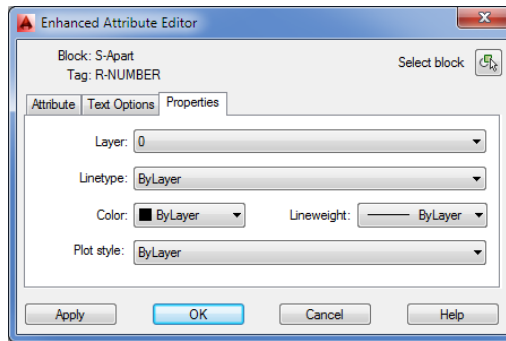 Enhanced Attribute Editor
Block: S-Apart
Tag: R-NUMBER
Select block
Attribute Text Options Properties
Layer: 0
Linetype: ByLayer
Color: ByLayer Lineweight: ByLayer
Plot style: ByLayer
Apply OK Cancel Help